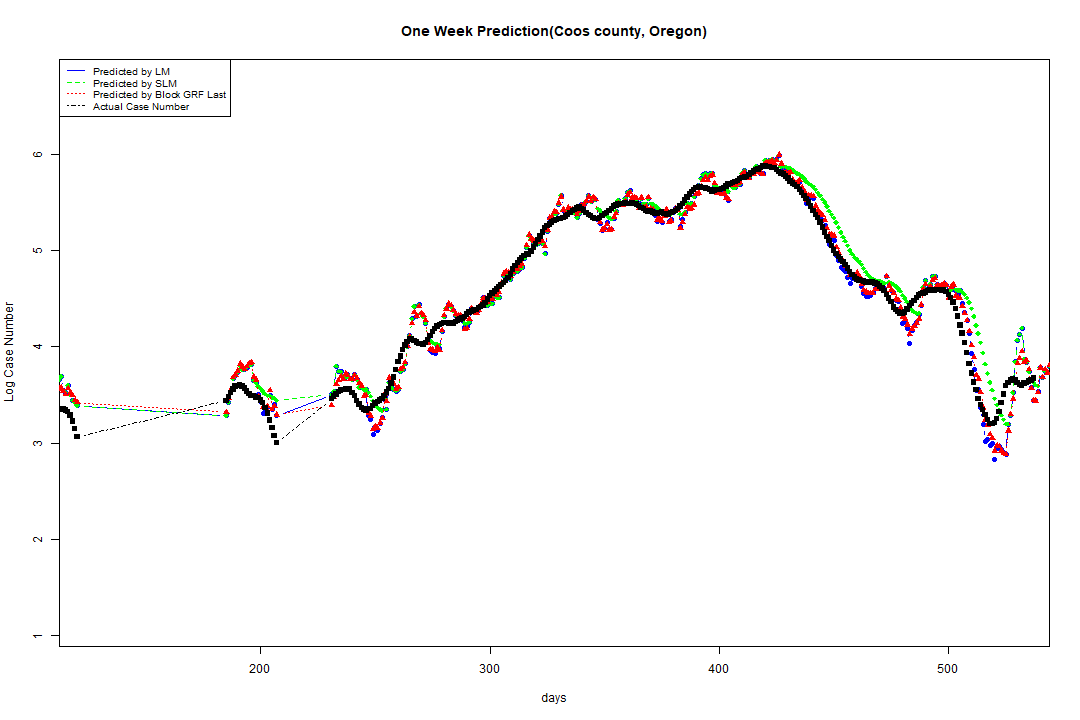 One Week Prediction(Coos county, Oregon)
Predicted by LM
Predicted by SLM
Predicted by Block GRF Last
Actual Case Number
6
5
4
3
2
1
Log Case Number
200 300 400 500
days